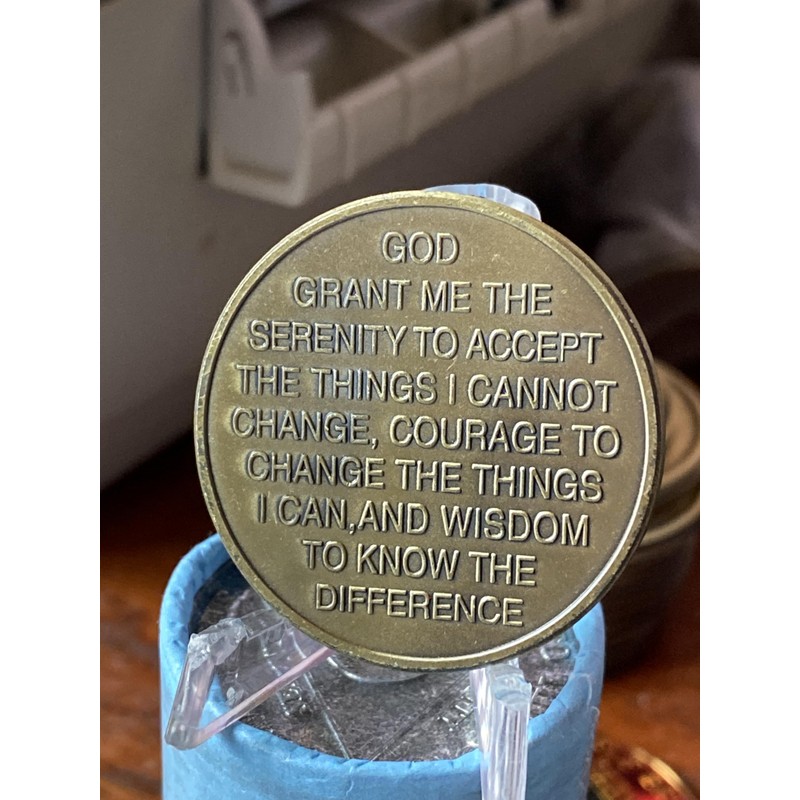 GOD
GRANT ME THE
SERENITY TO ACCEPT
THE THINGS I CANNOT
CHANGE, COURAGE TO
CHANGE THE THINGS
I CAN,AND WISDOM
TO KNOW THE
DIFFERENCE